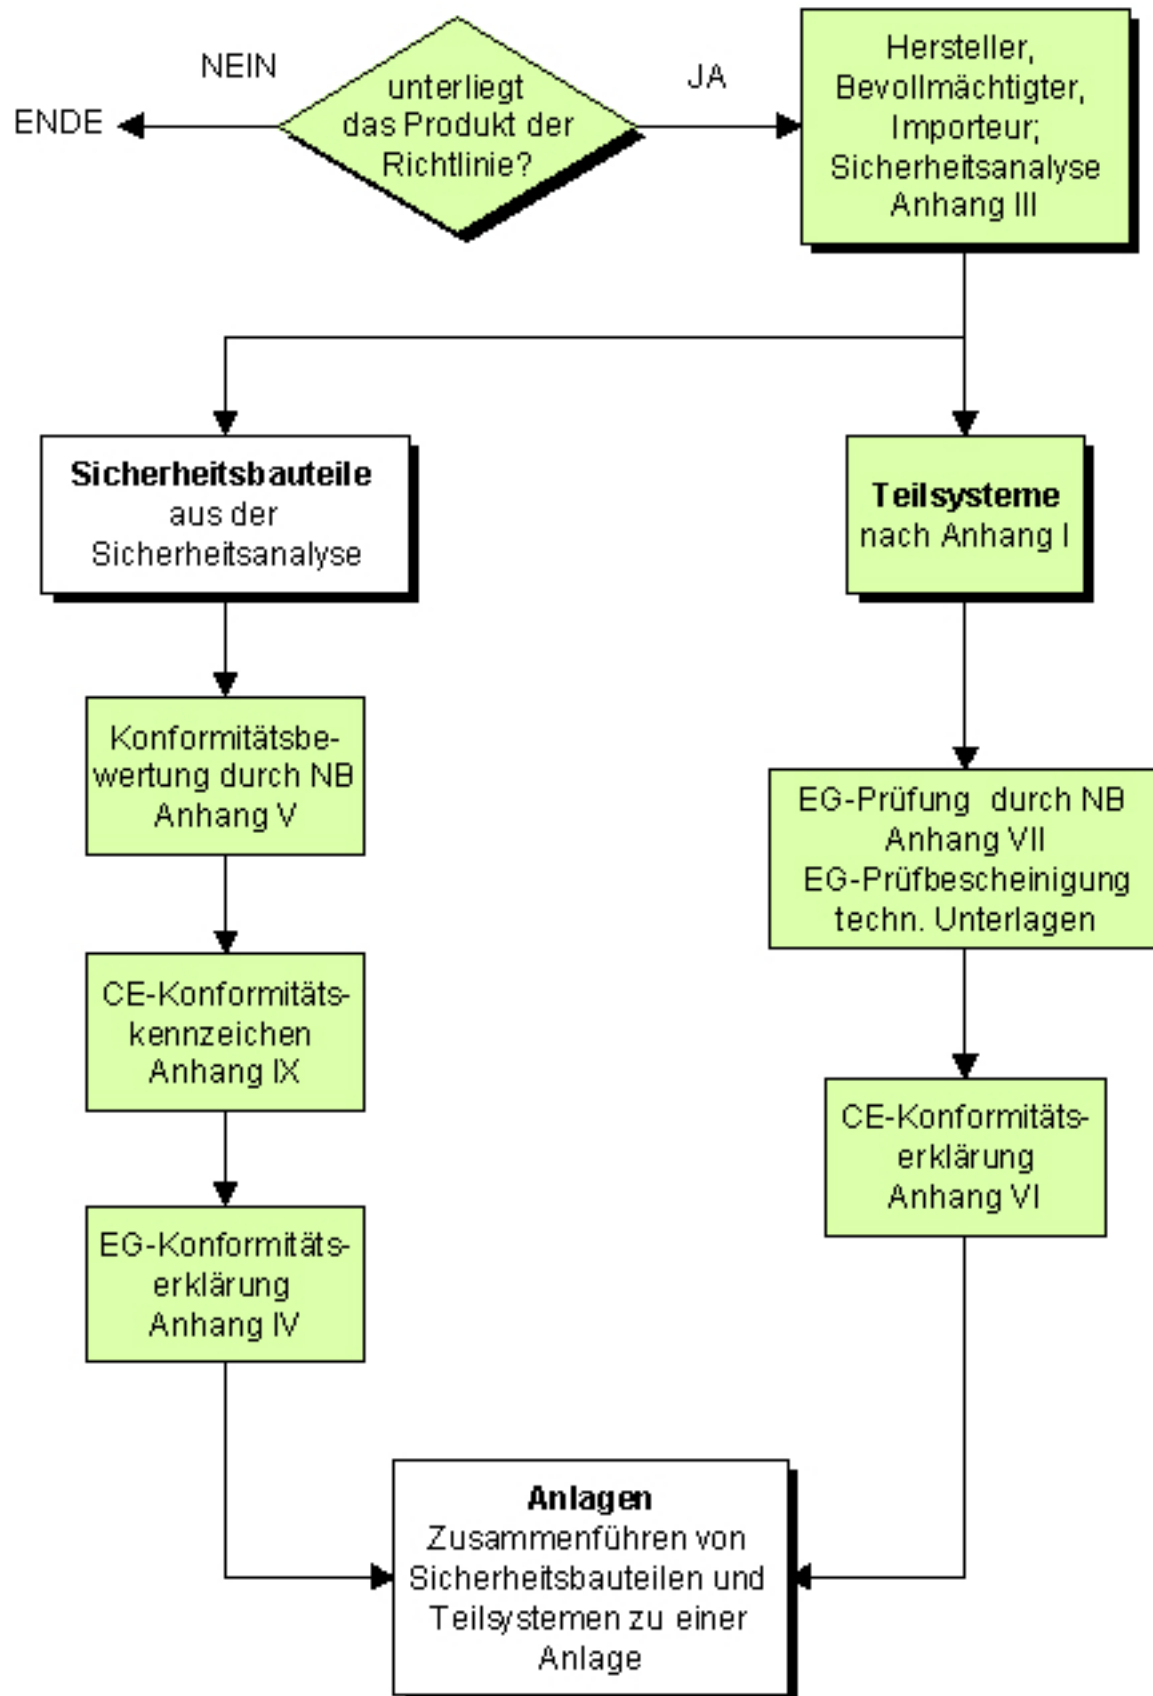 NEIN
unterliegt
das Produkt der
Richtlinie?
JA
ENDE
Hersteller,
Bevollmächtigter,
Importeur;
Sicherheitsanalyse
Anhang III
Sicherheitsbauteile
aus der
Sicherheitsanalyse
Teilsysteme
nach Anhang I
Konformitätsbe-
wertung durch NB
Anhang V
EG-Prüfung durch NB
Anhang VII
EG-Prüfbescheinigung
techn. Unterlagen
CE-Konformitäts-
kennzeichen
Anhang IX
CE-Konformitäts-
erklärung
Anhang VI
EG-Konformitäts-
erklärung
Anhang IV
Anlagen
Zusammenführen von
Sicherheitsbauteilen und
Teilsystemen zu einer
Anlage